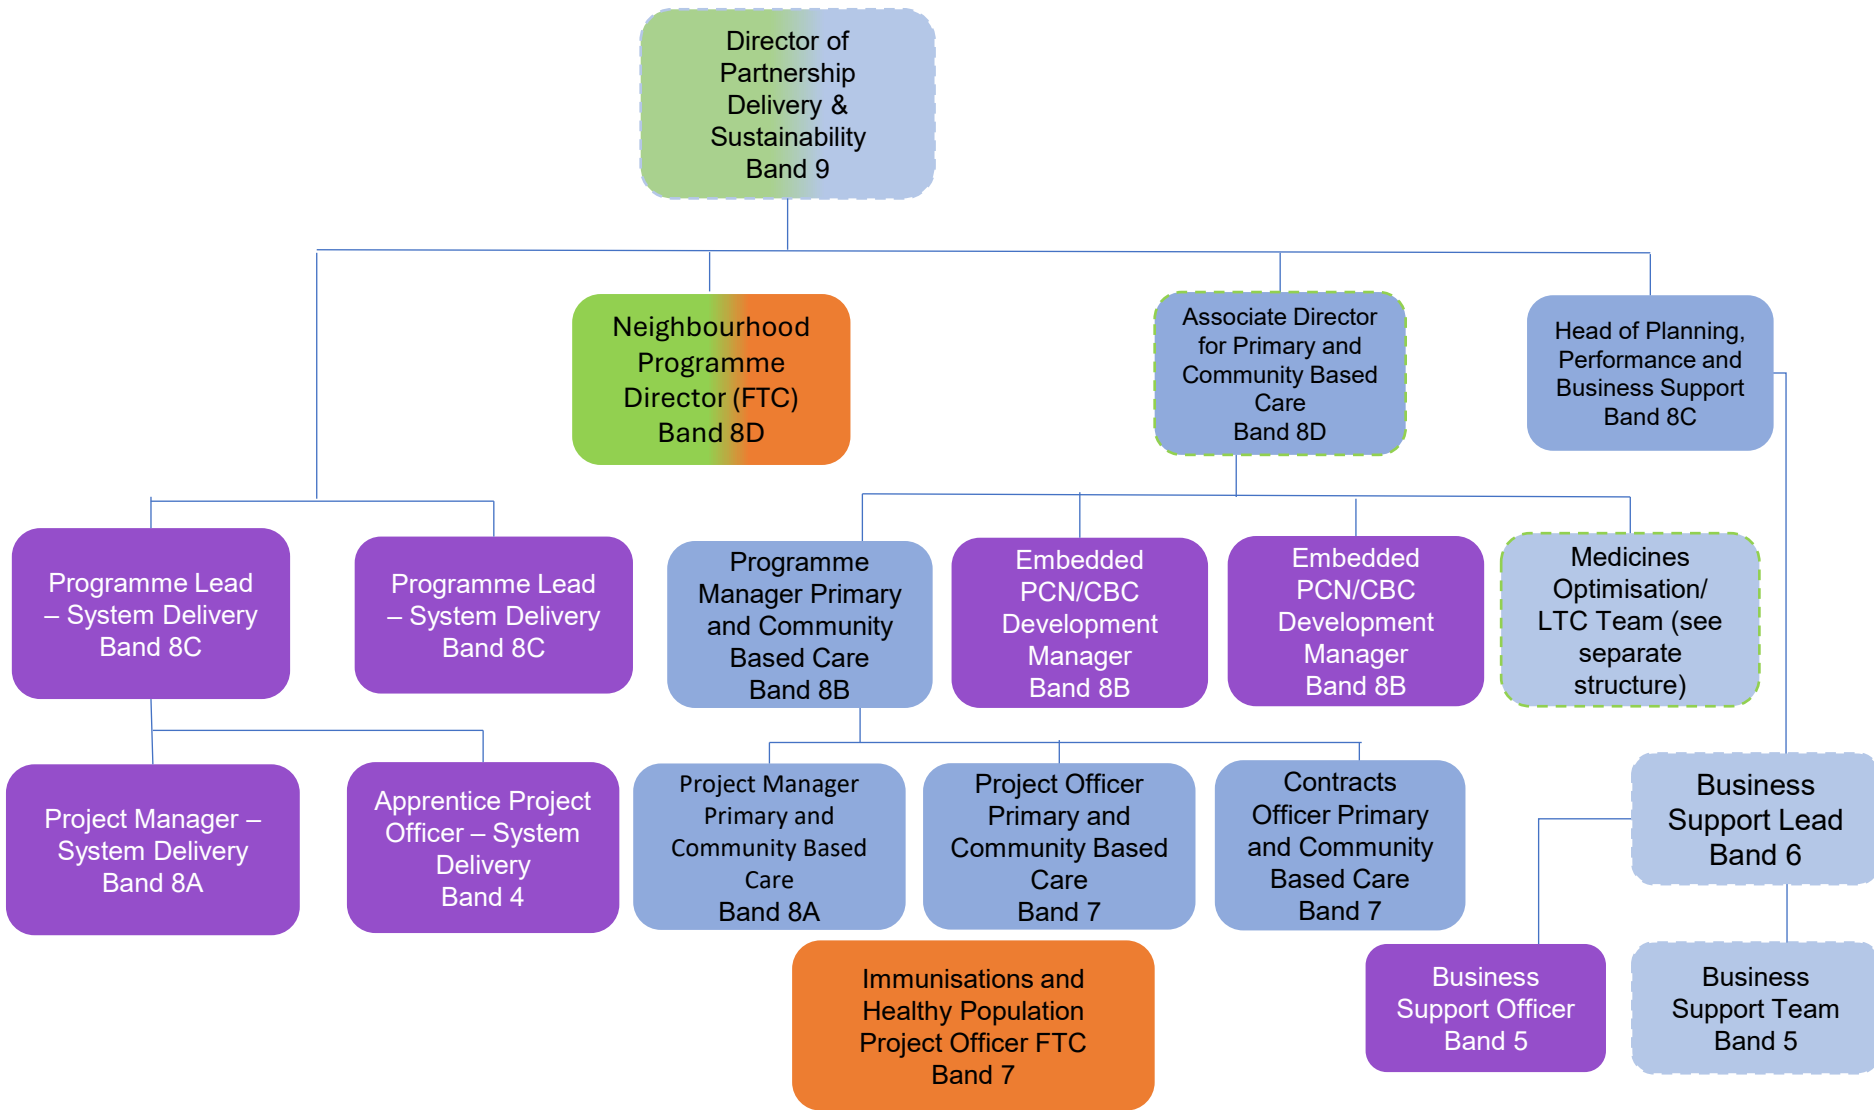 Director of
Partnership
Delivery &
Sustainability
Band 9
Neighbourhood
Programme
Director (FTC)
Band 8D
Associate Director
for Primary and
Community Based
Care
Band 8D
Head of Planning,
Performance and
Business Support
Band 8C
Programme Lead
– System Delivery
Band 8C
Programme Lead
– System Delivery
Band 8C
Programme
Manager Primary
and Community
Based Care
Band 8B
Embedded
PCN/CBC
Development
Manager
Band 8B
Embedded
PCN/CBC
Development
Manager
Band 8B
Medicines
Optimisation/
LTC Team (see
separate
structure)
Project Manager –
System Delivery
Band 8A
Apprentice Project
Officer – System
Delivery
Band 4
Project Manager
Primary and
Community Based
Care
Band 8A
Project Officer
Primary and
Community Based
Care
Band 7
Contracts
Officer Primary
and Community
Based Care
Band 7
Business
Support Lead
Band 6
Immunisations and
Healthy Population
Project Officer FTC
Band 7
Business
Support Officer
Band 5
Business
Support Team
Band 5